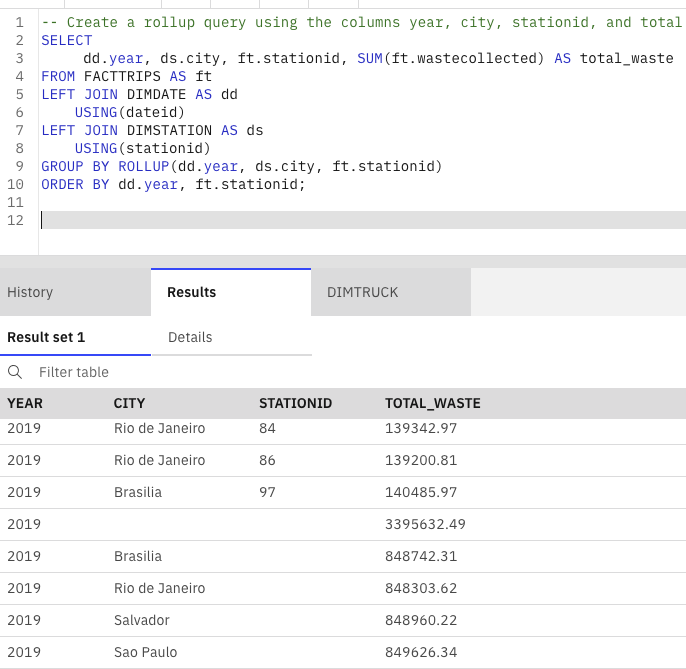 1 -- Create a rollup query using the columns year, city, stationid, and total
2 SELECT
3 dd.year, ds.city, ft.stationid, SUM(ft.wastecollected) AS total_waste
4 FROM FACTTRIPS AS ft
5 LEFT JOIN DIMDATE AS dd
6 USING(dateid)
7 LEFT JOIN DIMSTATION AS ds
8 USING(stationid)
9 GROUP BY ROLLUP(dd.year, ds.city, ft.stationid)
10 ORDER BY dd.year, ft.stationid;
11
12
History Results DIMTRUCK
Result set 1 Details
Filter table
YEAR CITY STATIONID TOTAL_WASTE
2019 Rio de Janeiro 84 139342.97
2019 Rio de Janeiro 86 139200.81
2019 Brasilia 97 140485.97
2019 3395632.49
2019 Brasilia 848742.31
2019 Rio de Janeiro 848303.62
2019 Salvador 848960.22
2019 Sao Paulo 849626.34